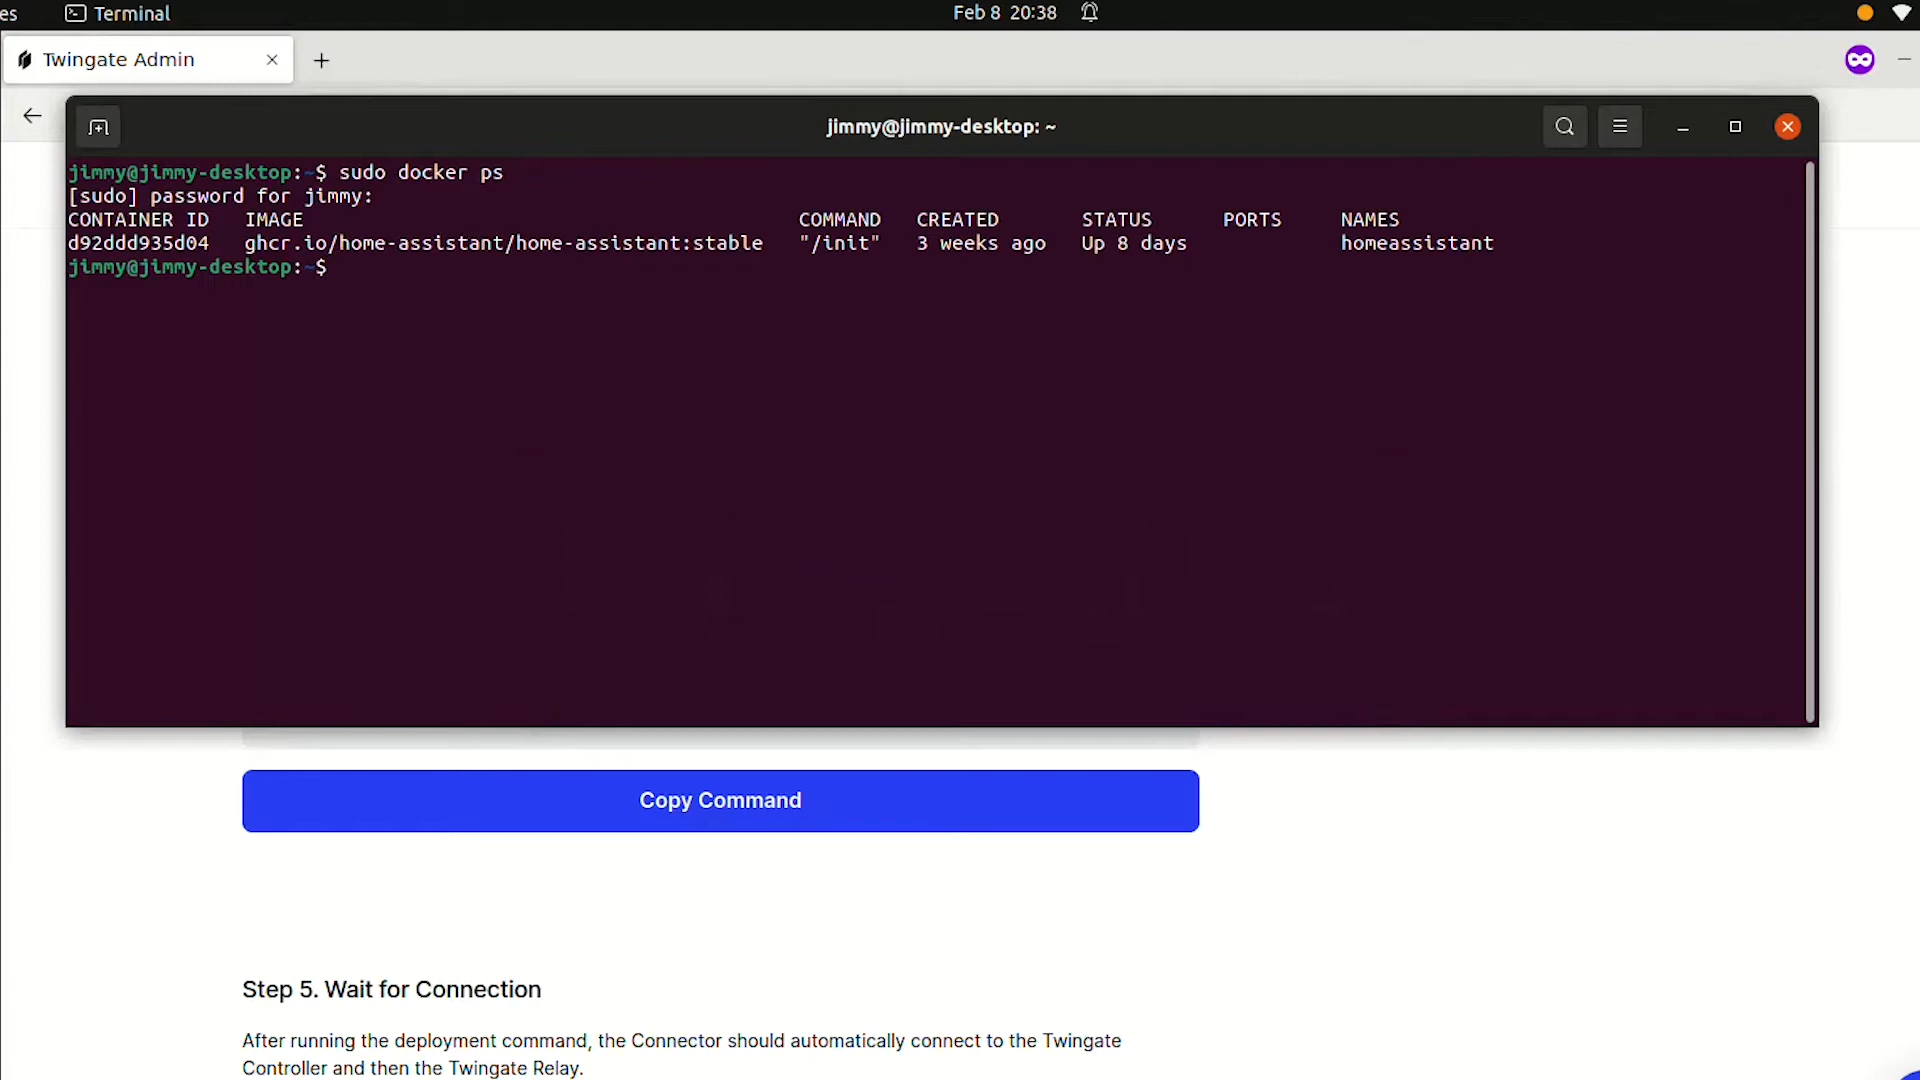 es Terminal Feb 8 20:38
Twingate Admin
jimmy@jimmy-desktop: ~
jimmy@jimmy-desktop:~$ sudo docker ps
[sudo] password for jimmy:
CONTAINER ID IMAGE COMMAND CREATED STATUS PORTS NAMES
d92ddd935d04 ghcr.io/home-assistant/home-assistant:stable "/init" 3 weeks ago Up 8 days homeassistant
jimmy@jimmy-desktop:~$
Copy Command
Step 5. Wait for Connection
After running the deployment command, the Connector should automatically connect to the Twingate
Controller and then the Twingate Relay.